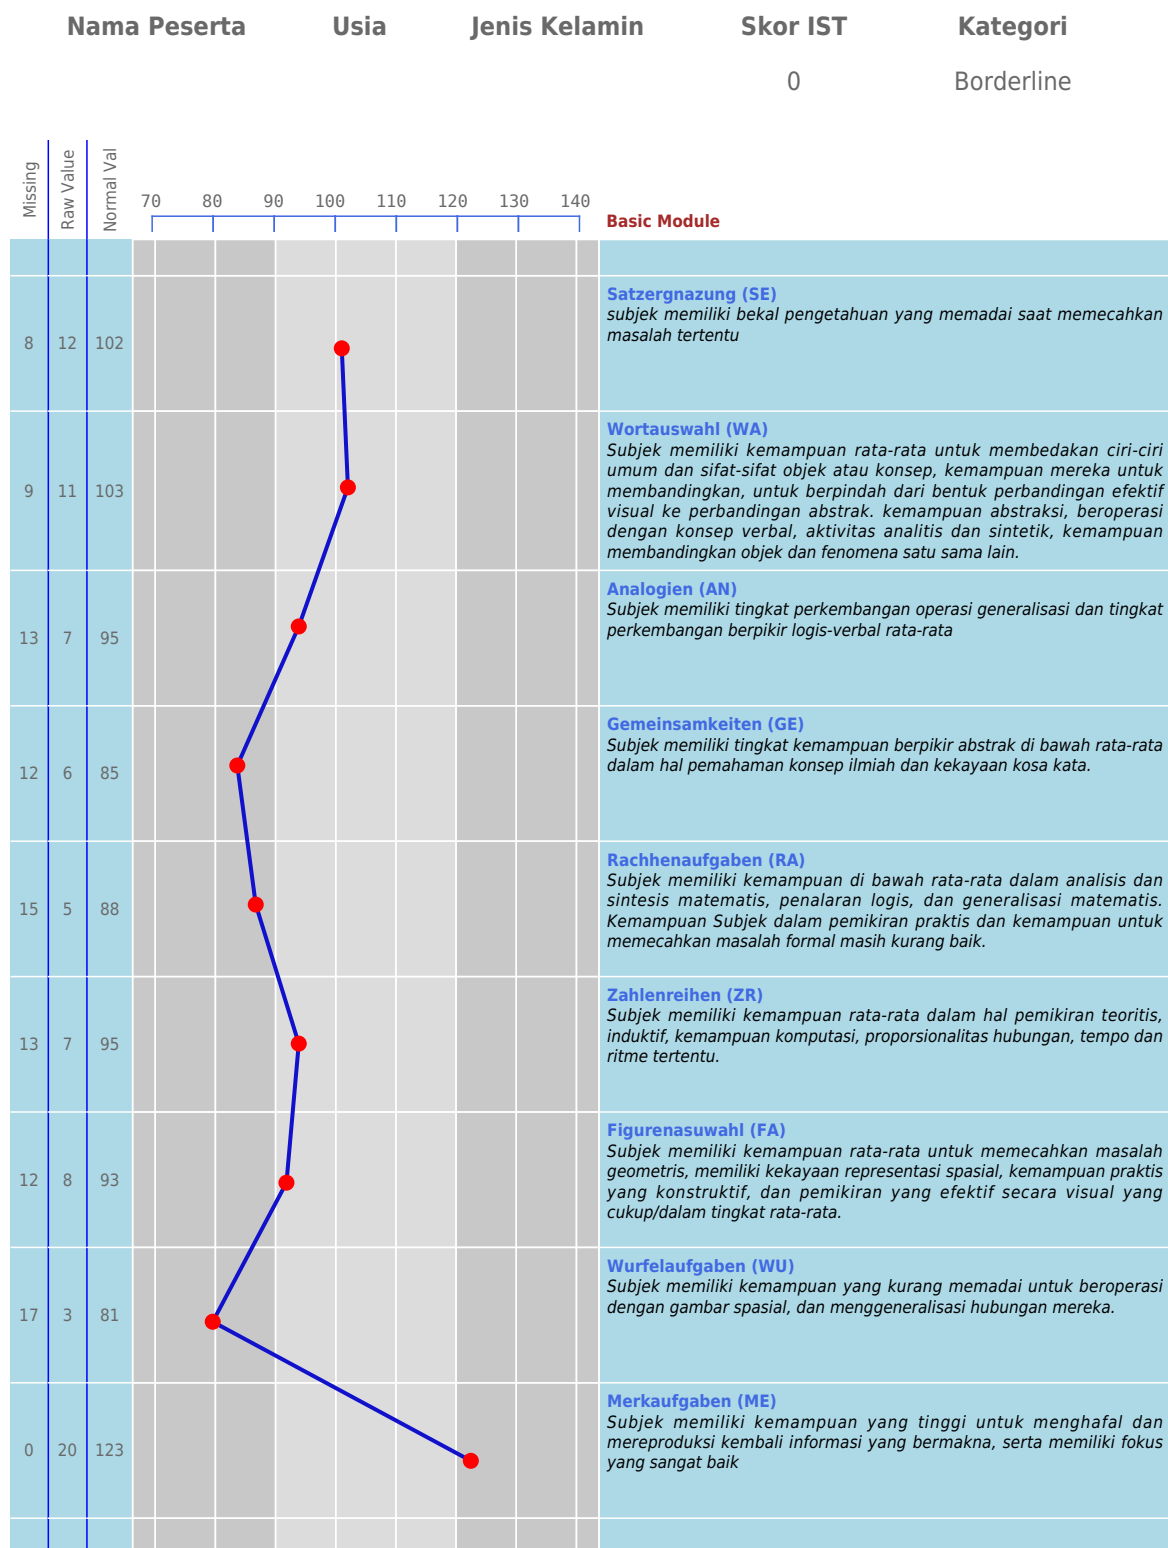 Nama Peserta Usia Jenis Kelamin Skor IST Kategori
0 Borderline
Missing Raw Value Normal Val
70 80 90 100 110 120 130 140
Basic Module
Satzergnazung (SE)
subjek memiliki bekal pengetahuan yang memadai saat memecahkan
masalah tertentu
8 12 102
Wortauswahl (WA)
Subjek memiliki kemampuan rata-rata untuk membedakan ciri-ciri
umum dan sifat-sifat objek atau konsep, kemampuan mereka untuk
membandingkan, untuk berpindah dari bentuk perbandingan efektif
visual ke perbandingan abstrak. kemampuan abstraksi, beroperasi
dengan konsep verbal, aktivitas analitis dan sintetik, kemampuan
membandingkan objek dan fenomena satu sama lain.
9 11 103
Analogien (AN)
Subjek memiliki tingkat perkembangan operasi generalisasi dan tingkat
perkembangan berpikir logis-verbal rata-rata
13 7 95
Gemeinsamkeiten (GE)
Subjek memiliki tingkat kemampuan berpikir abstrak di bawah rata-rata
dalam hal pemahaman konsep ilmiah dan kekayaan kosa kata.
12 6 85
Rachhenaufgaben (RA)
Subjek memiliki kemampuan di bawah rata-rata dalam analisis dan
sintesis matematis, penalaran logis, dan generalisasi matematis.
Kemampuan Subjek dalam pemikiran praktis dan kemampuan untuk
memecahkan masalah formal masih kurang baik.
15 5 88
Zahlenreihen (ZR)
Subjek memiliki kemampuan rata-rata dalam hal pemikiran teoritis,
induktif, kemampuan komputasi, proporsionalitas hubungan, tempo dan
ritme tertentu.
13 7 95
Figurenasuwahl (FA)
Subjek memiliki kemampuan rata-rata untuk memecahkan masalah
geometris, memiliki kekayaan representasi spasial, kemampuan praktis
yang konstruktif, dan pemikiran yang efektif secara visual yang
cukup/dalam tingkat rata-rata.
12 8 93
Wurfelaufgaben (WU)
Subjek memiliki kemampuan yang kurang memadai untuk beroperasi
dengan gambar spasial, dan menggeneralisasi hubungan mereka.
17 3 81
Merkaufgaben (ME)
Subjek memiliki kemampuan yang tinggi untuk menghafal dan
mereproduksi kembali informasi yang bermakna, serta memiliki fokus
yang sangat baik
0 20 123